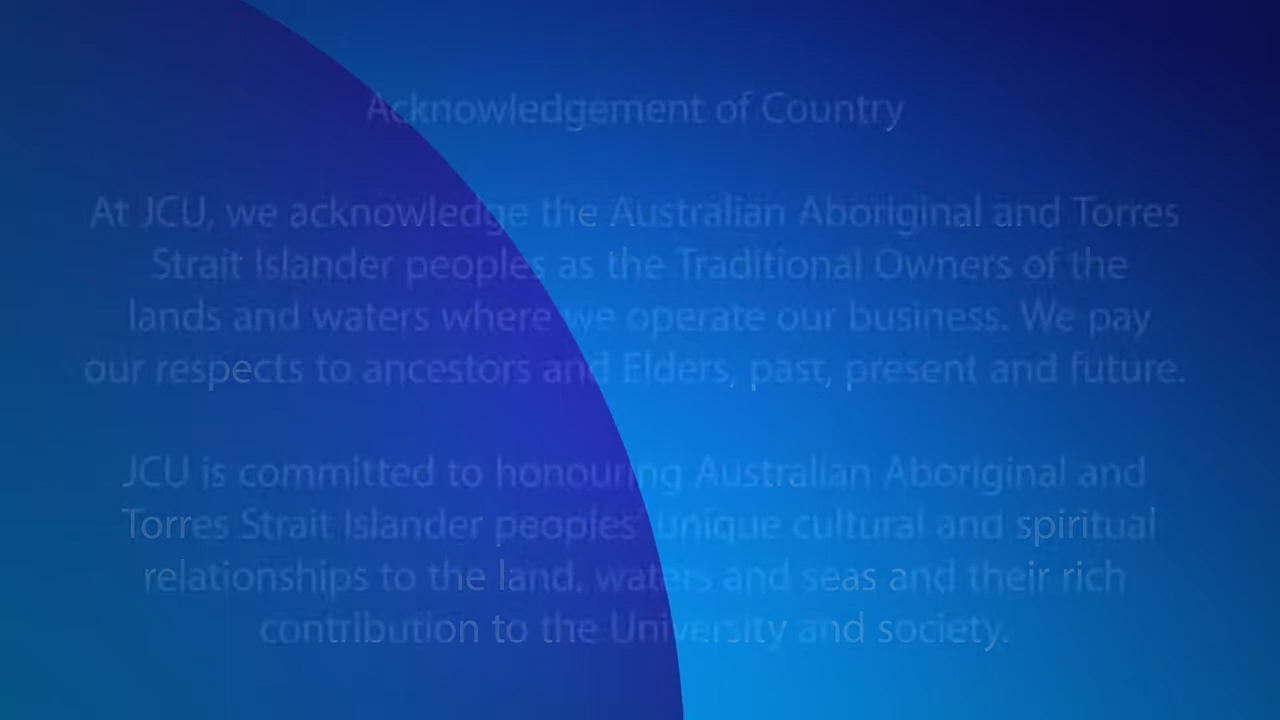 Acknowledgement of Country
At JCU, we acknowledge the Australian Aboriginal and Torres
Strait Islander peoples as the Traditional Owners of the
lands and waters where we operate our business. We pay
our respects to ancestors and Elders, past, present and future.
JCU is committed to honouring Australian Aboriginal and
Torres Strait Islander peoples' unique cultural and spiritual
relationships to the land, waters and seas and their rich
contribution to the University and society.